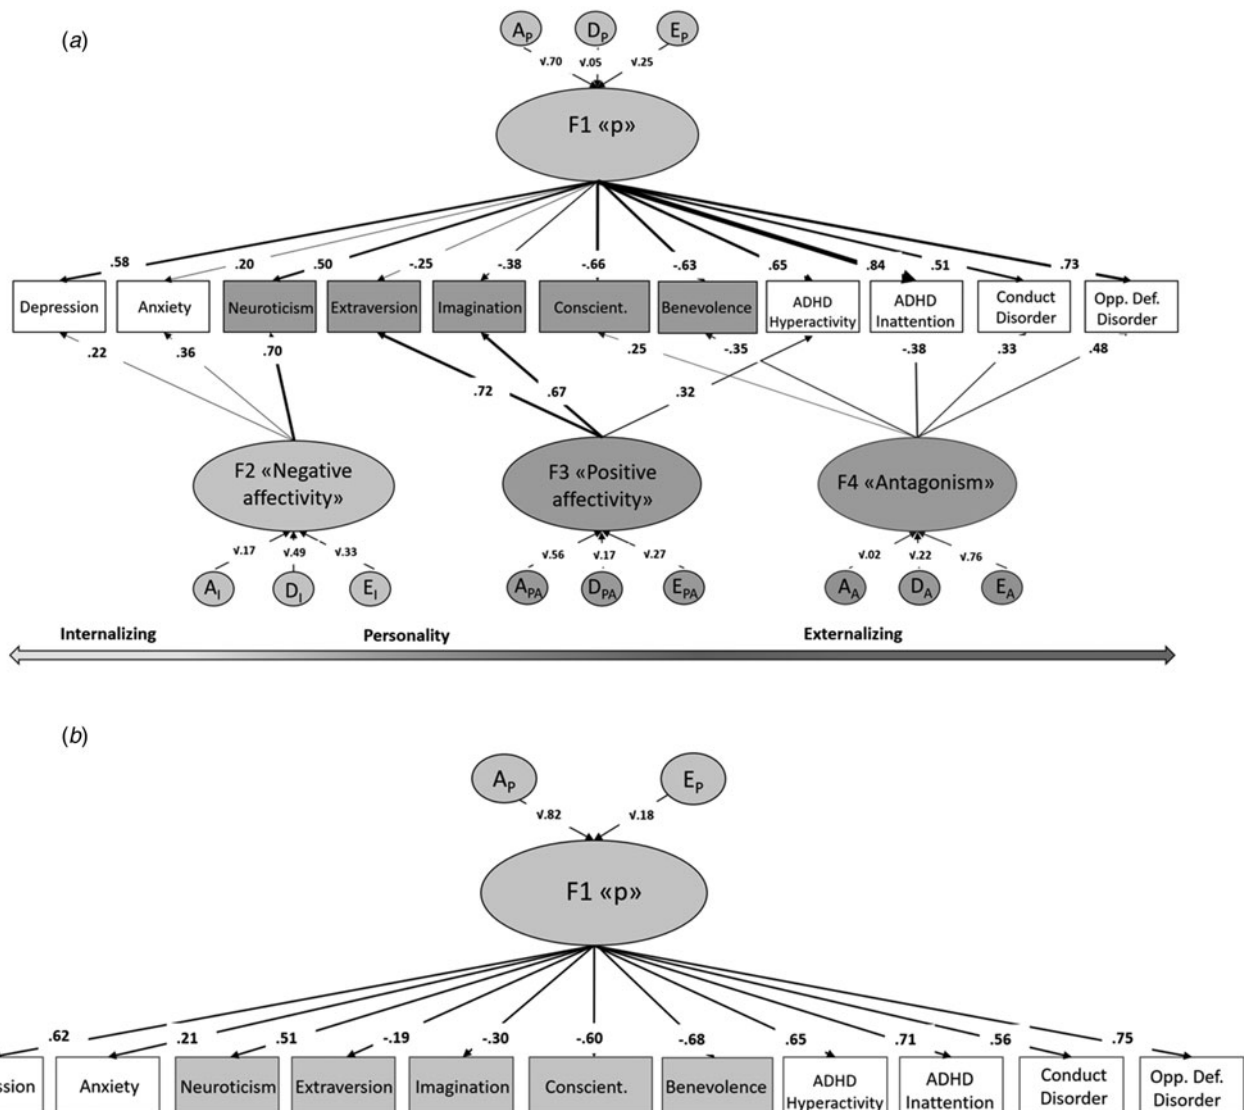 (a)
AP DP EP
√.70 √.05 √.25
F1 «p»
.58 .20 .50 -.25 -.38 -.66 -.63 .65 .84 .51 .73
Depression Anxiety Neuroticism Extraversion Imagination Conscient. Benevolence ADHD Hyperactivity ADHD Inattention Conduct Disorder Opp. Def. Disorder
.22 .36 .70 .72 .67 .32 .25 -.35 -.38 .33 .48
F2 «Negative affectivity»
F3 «Positive affectivity»
F4 «Antagonism»
√.17 √.49 √.33 √.56 √.17 √.27 √.02 √.22 √.76
AI DI EI APA DPA EPA AA DA EA
Internalizing Personality Externalizing
(b)
AP EP
√.82 √.18
F1 «p»
.62 .21 .51 -.19 -.30 -.60 -.68 .65 .71 .56 .75
ssion Anxiety Neuroticism Extraversion Imagination Conscient. Benevolence ADHD Hyperactivity ADHD Inattention Conduct Disorder Opp. Def. Disorder